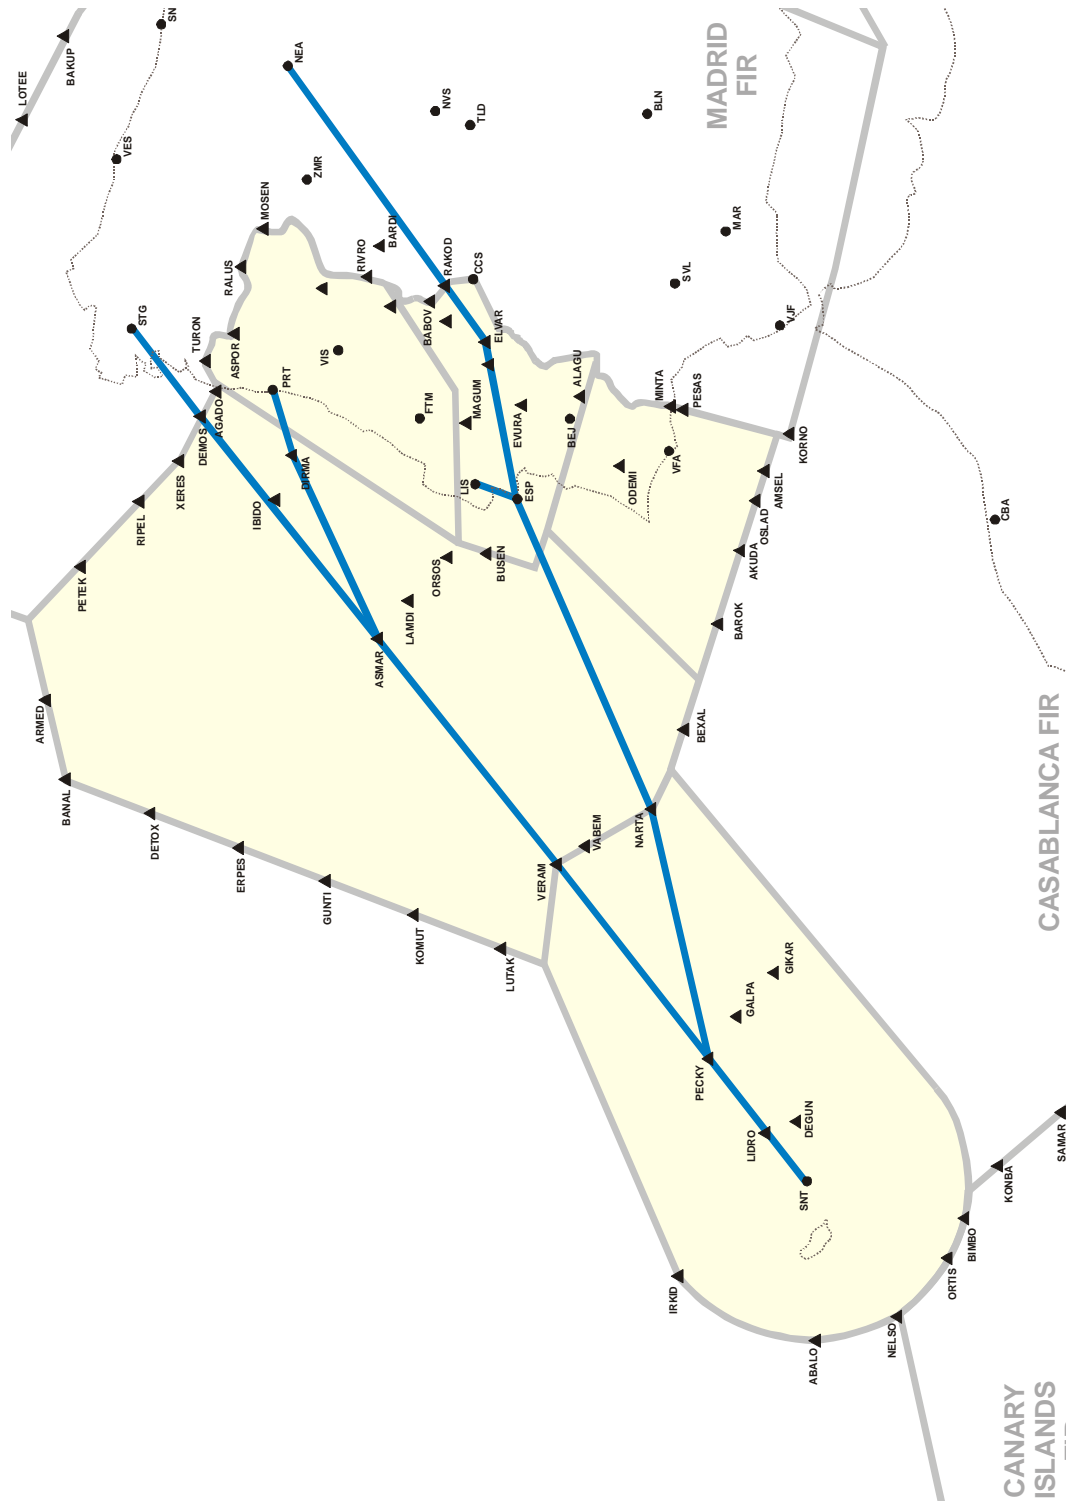 SN
LOTEE
BAKUP
NEA
VES
NVS
TLD
BLN
MADRID
FIR
ZMR
MOSEN
BARDI
MAR
RALUS
RIVRO
RAKOD
CCS
SVL
STG
TURON
ASPOR
VIS
BABOV
ELVAR
VJF
PRT
AGADO
DEMOS
FTM
MAGUM
EVURA
ALAGU
BEJ
MINTA
PESAS
XERES
DIRMA
RIPEL
IBIDO
LIS
ESP
ODEMI
VFA
KORNO
AMSEL
OSLAD
CBA
PETEK
ORSOS
BUSEN
AKUDA
LAMDI
BAROK
ASMAR
ARMED
BEXAL
BANAL
DETOX
VABEM
NARTA
ERPES
VERAM
GUNTI
KOMUT
LUTAK
CASABLANCA FIR
GIKAR
GALPA
PECKY
DEGUN
LIDRO
SAMAR
KONBA
SNT
BIMBO
ORTIS
IRKID
NELSO
ABALO
CANARY
ISLANDS